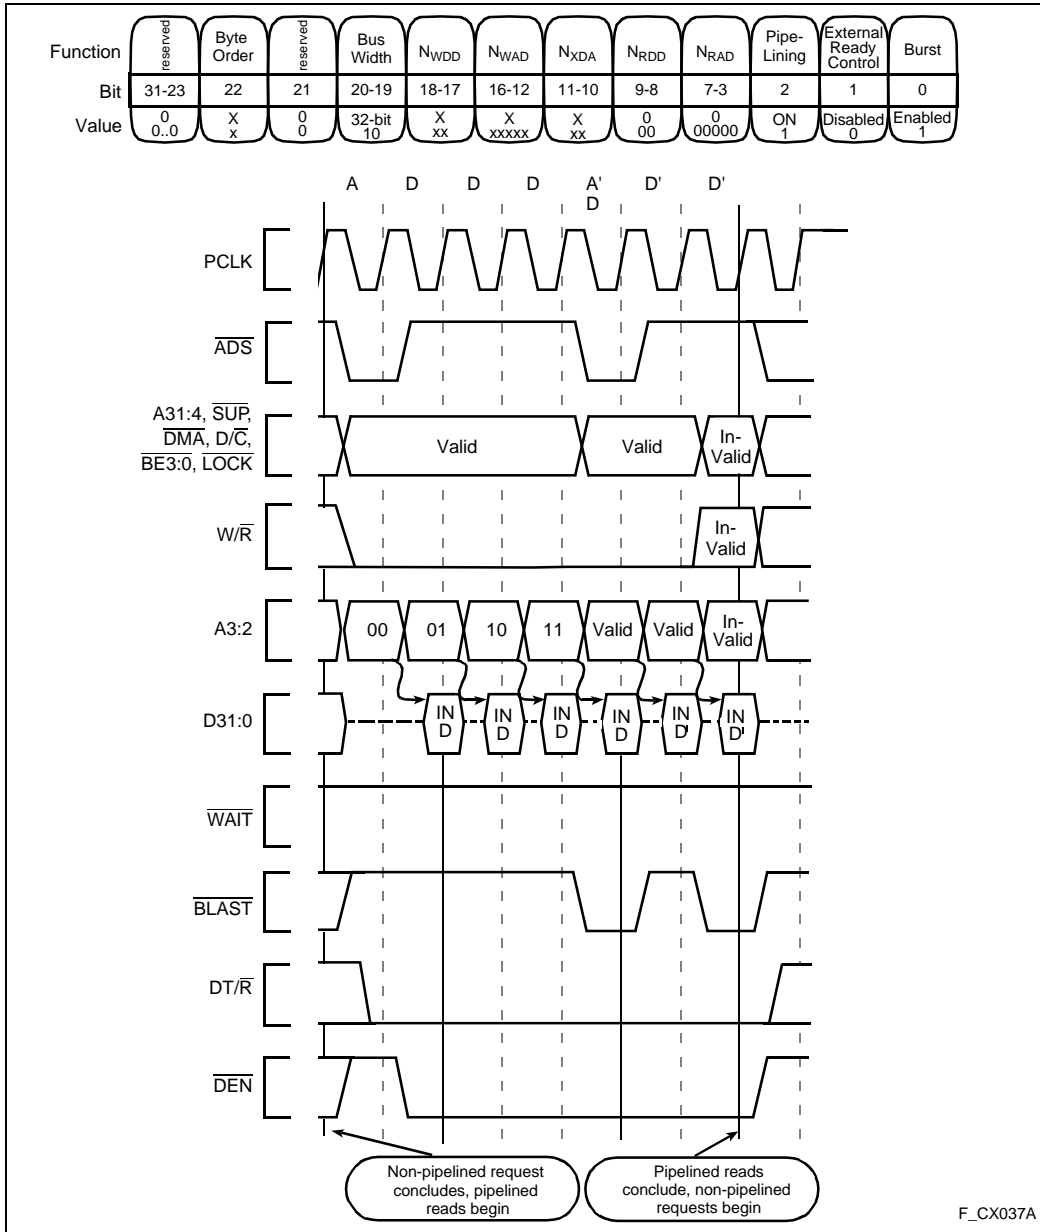 Function
reserved
Byte
Order
reserved
Bus
Width
NWDD
NWAD
NXDA
NRDD
NRAD
Pipe-
Lining
External
Ready
Control
Burst
Bit
31-23
22
21
20-19
18-17
16-12
11-10
9-8
7-3
2
1
0
Value
0
0..0
X
x
0
0
32-bit
10
X
xx
X
xxxxx
X
xx
0
00
0
00000
ON
1
Disabled
0
Enabled
1
A
D
D
D
A'
D
D'
D'
PCLK
ADS
A31:4, SUP,
DMA, D/C,
BE3:0, LOCK
Valid
Valid
In-
Valid
W/R
In-
Valid
A3:2
00
01
10
11
Valid
Valid
In-
Valid
D31:0
IN
D
IN
D
IN
D
IN
D
IN
D'
IN
D'
WAIT
BLAST
DT/R
DEN
Non-pipelined request
concludes, pipelined
reads begin
Pipelined reads
conclude, non-pipelined
requests begin
F_CX037A